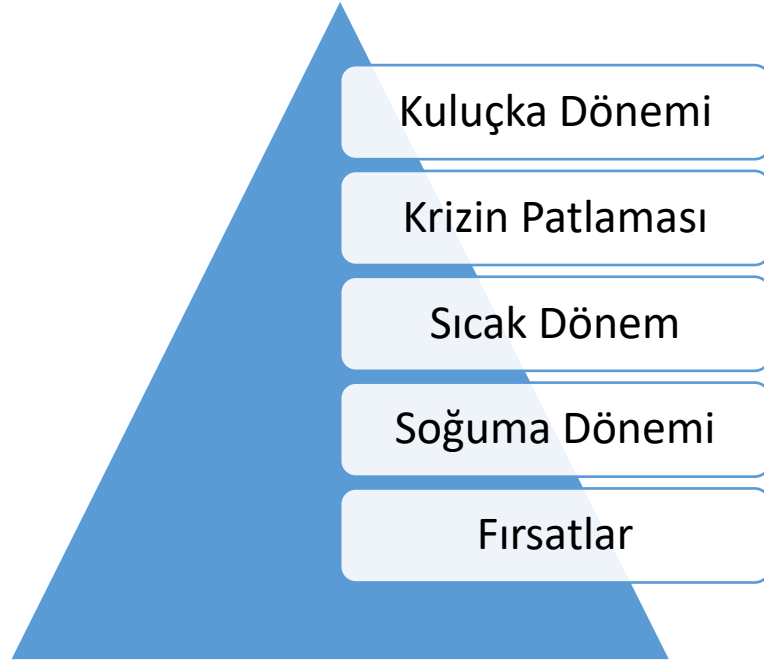 Kuluçka Dönemi
Krizin Patlaması
Sıcak Dönem
Soğuma Dönemi
Fırsatlar